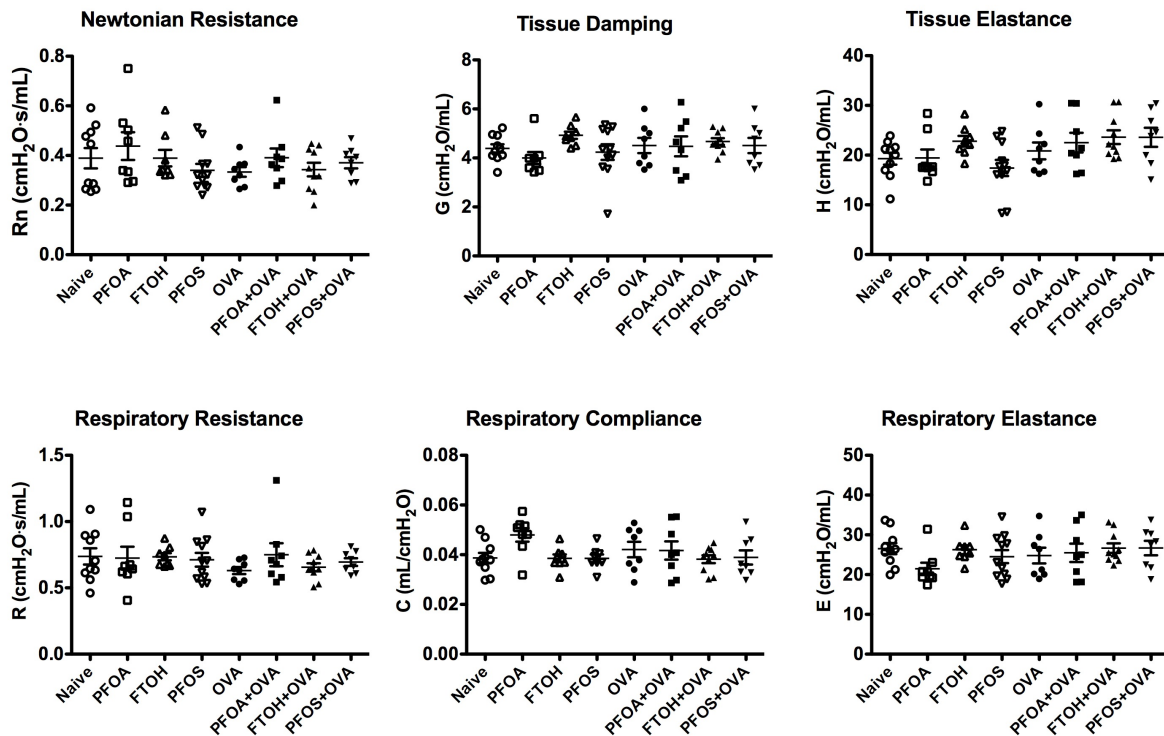 Newtonian Resistance
Rn (cmH2O·s/mL)
0.8
0.6
0.4
0.2
0.0
Naive
PFOA
FTOH
PFOS
OVA
PFOA+OVA
FTOH+OVA
PFOS+OVA
Tissue Damping
G (cmH2O/mL)
8
6
4
2
0
Naive
PFOA
FTOH
PFOS
OVA
PFOA+OVA
FTOH+OVA
PFOS+OVA
Tissue Elastance
H (cmH2O/mL)
40
30
20
10
0
Naive
PFOA
FTOH
PFOS
OVA
PFOA+OVA
FTOH+OVA
PFOS+OVA
Respiratory Resistance
R (cmH2O·s/mL)
1.5
1.0
0.5
0.0
Naive
PFOA
FTOH
PFOS
OVA
PFOA+OVA
FTOH+OVA
PFOS+OVA
Respiratory Compliance
C (mL/cmH2O)
0.08
0.06
0.04
0.02
0.00
Naive
PFOA
FTOH
PFOS
OVA
PFOA+OVA
FTOH+OVA
PFOS+OVA
Respiratory Elastance
E (cmH2O/mL)
50
40
30
20
10
0
Naive
PFOA
FTOH
PFOS
OVA
PFOA+OVA
FTOH+OVA
PFOS+OVA